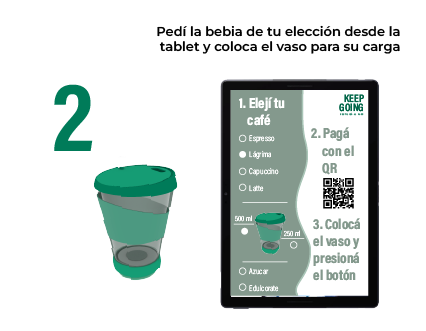 Pedí la bebia de tu elección desde la
tablet y coloca el vaso para su carga
2
1. Elejí tu
café
Espresso
Lágrima
Capuccino
Latte
500 ml
250 ml
Azucar
Edulcorate
KEEP
GOING
2. Pagá
con el
QR
3. Colocá
el vaso y
presioná
el botón